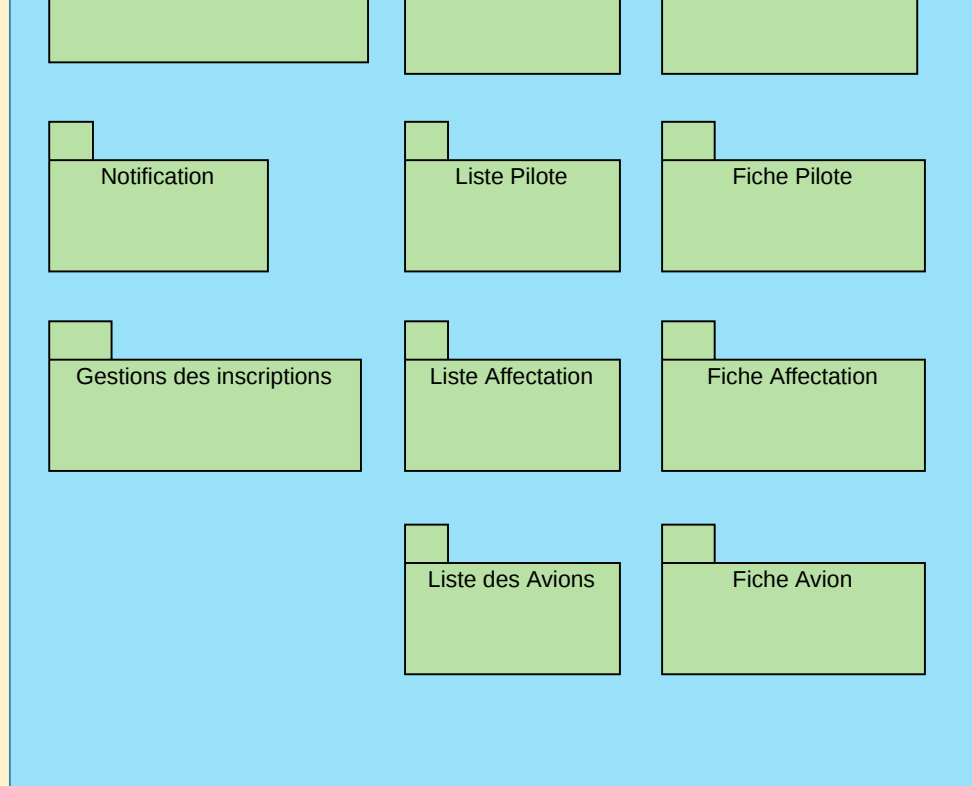 Notification
Liste Pilote
Fiche Pilote
Gestions des inscriptions
Liste Affectation
Fiche Affectation
Liste des Avions
Fiche Avion